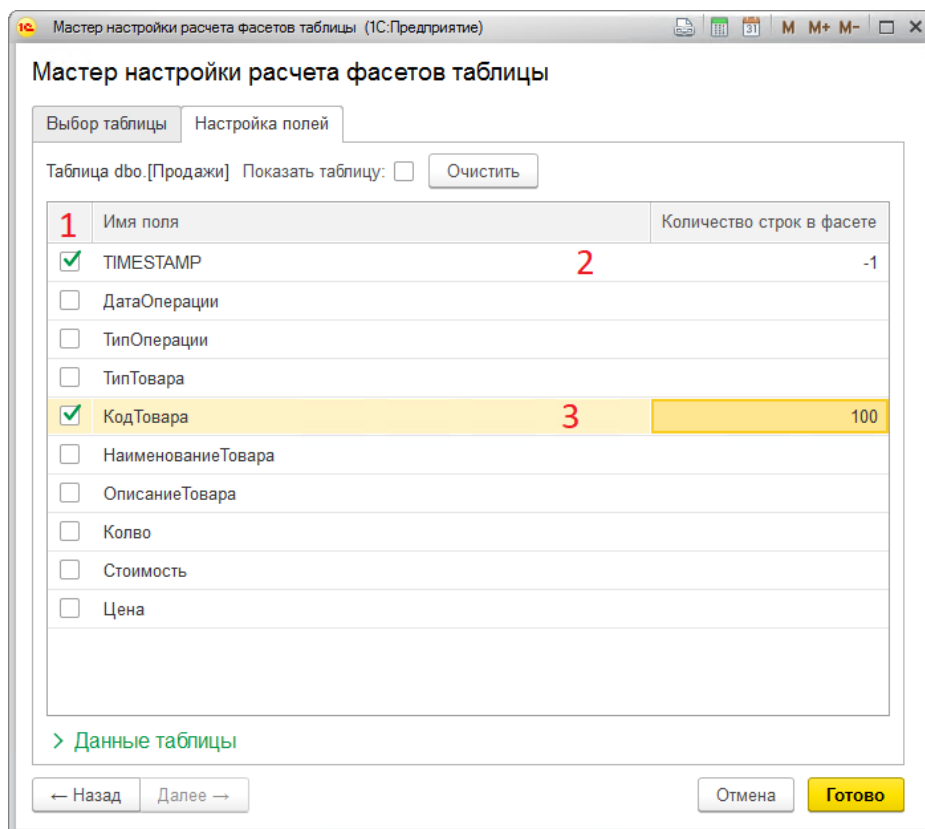 1С Мастер настройки расчета фасетов таблицы (1С:Предприятие) 31 M M+ M-
Мастер настройки расчета фасетов таблицы
Выбор таблицы Настройка полей
Таблица dbo.[Продажи] Показать таблицу: Очистить
1 Имя поля Количество строк в фасете
TIMESTAMP 2 -1
ДатаОперации
ТипОперации
ТипТовара
КодТовара 3 100
НаименованиеТовара
ОписаниеТовара
Колво
Стоимость
Цена
> Данные таблицы
← Назад Далее → Отмена Готово